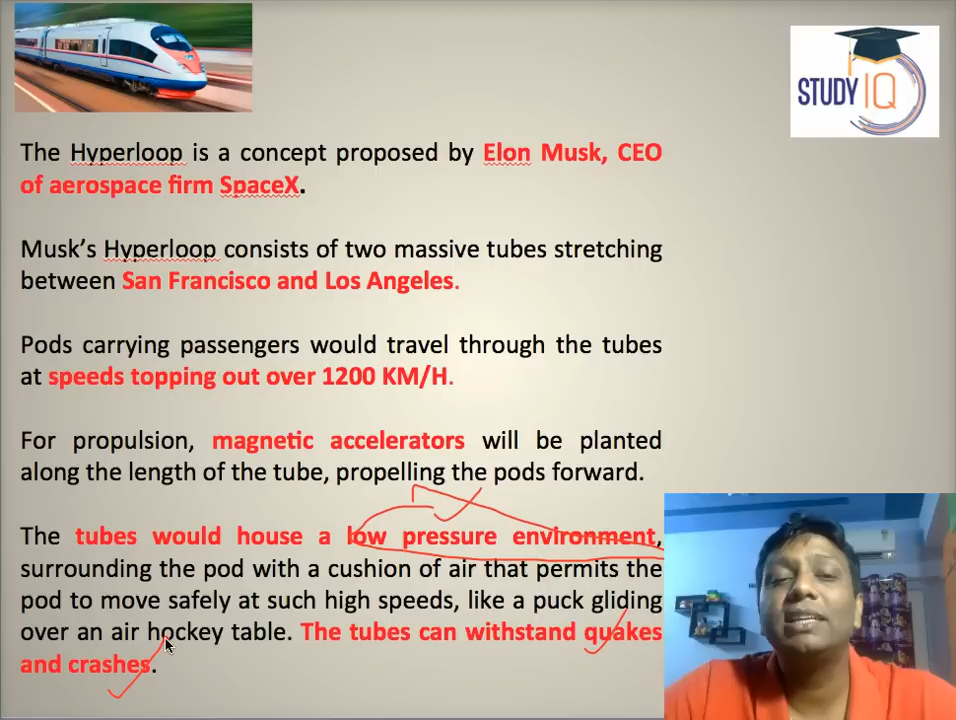 STUDY IQ
The Hyperloop is a concept proposed by Elon Musk, CEO
of aerospace firm SpaceX.
Musk's Hyperloop consists of two massive tubes stretching
between San Francisco and Los Angeles.
Pods carrying passengers would travel through the tubes
at speeds topping out over 1200 KM/H.
For propulsion, magnetic accelerators will be planted
along the length of the tube, propelling the pods forward.
The tubes would house a low pressure environment,
surrounding the pod with a cushion of air that permits the
pod to move safely at such high speeds, like a puck gliding
over an air hockey table. The tubes can withstand quakes
and crashes.